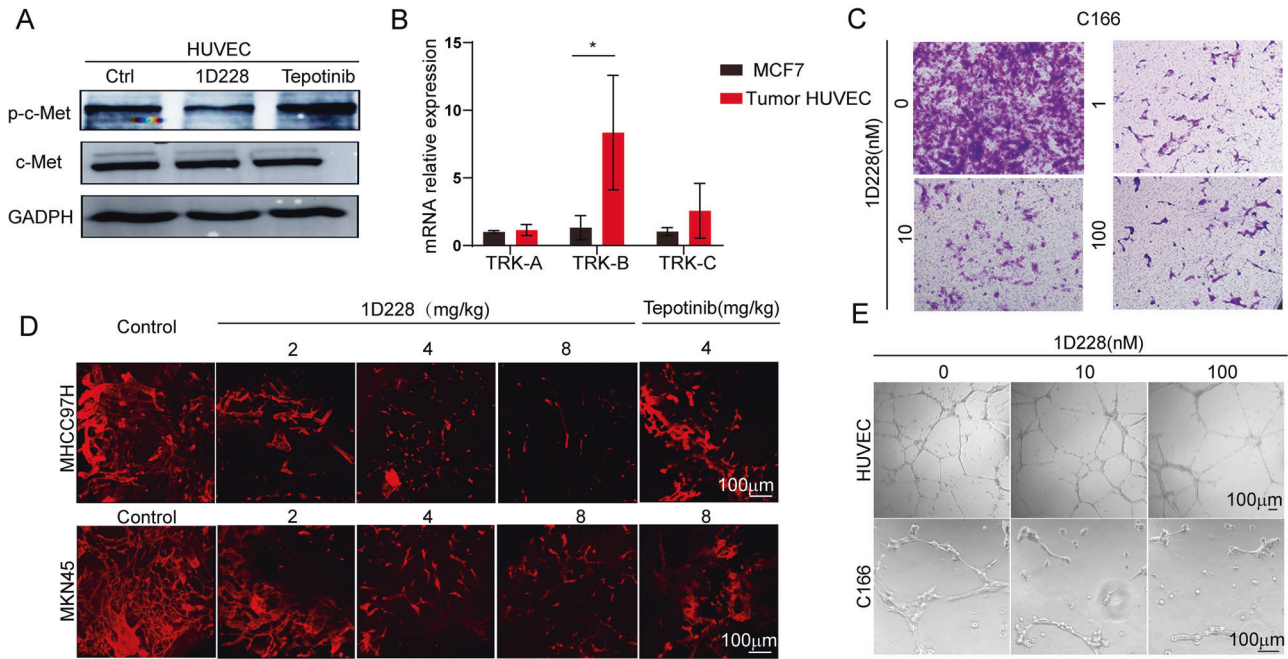 A
HUVEC
Ctrl 1D228 Tepotinib
p-c-Met
c-Met
GADPH
B
mRNA relative expression
15
10
5
0
*
MCF7
Tumor HUVEC
TRK-A TRK-B TRK-C
C
C166
1D228(nM)
0
1
10
100
D
Control
1D228（mg/kg)
Tepotinib(mg/kg)
2 4 8 4
MHCC97H
100μm
Control 2 4 8 8
MKN45
100μm
E
1D228(nM)
0 10 100
HUVEC
100μm
C166
100μm